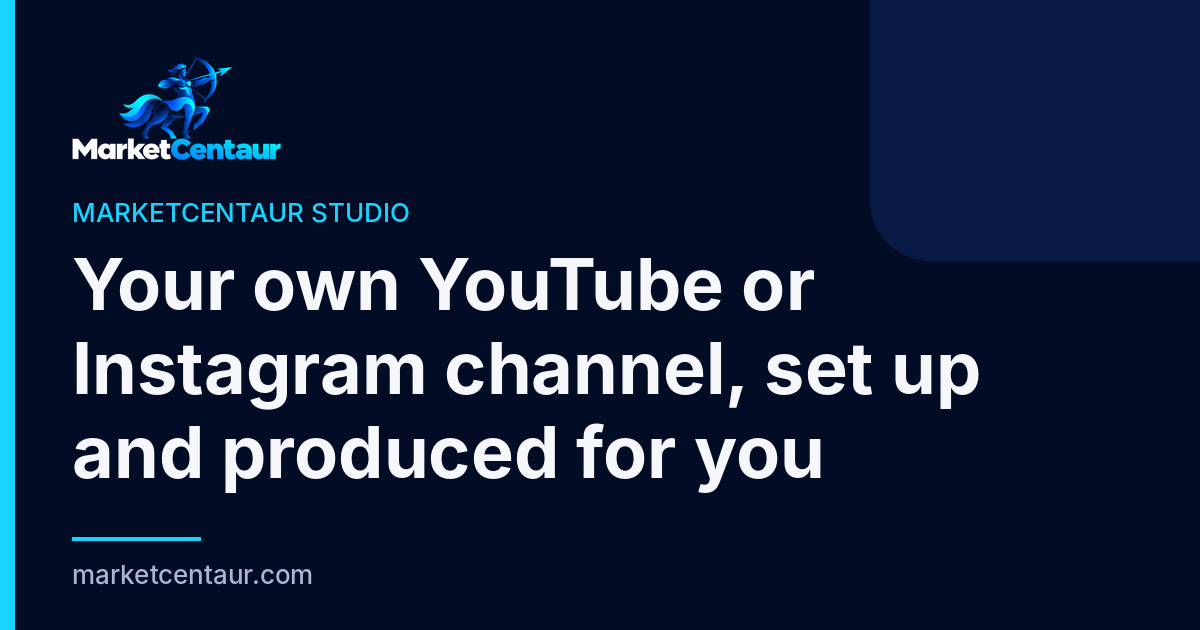 MarketCentaur
MARKETCENTAUR STUDIO
Your own YouTube or
Instagram channel, set up
and produced for you
marketcentaur.com